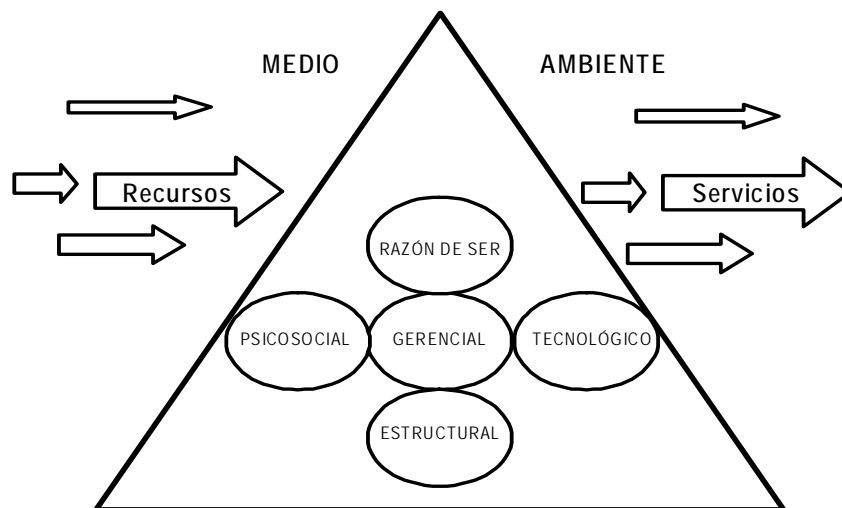 MEDIO AMBIENTE
Recursos Servicios
RAZÓN DE SER
PSICOSOCIAL GERENCIAL TECNOLÓGICO
ESTRUCTURAL